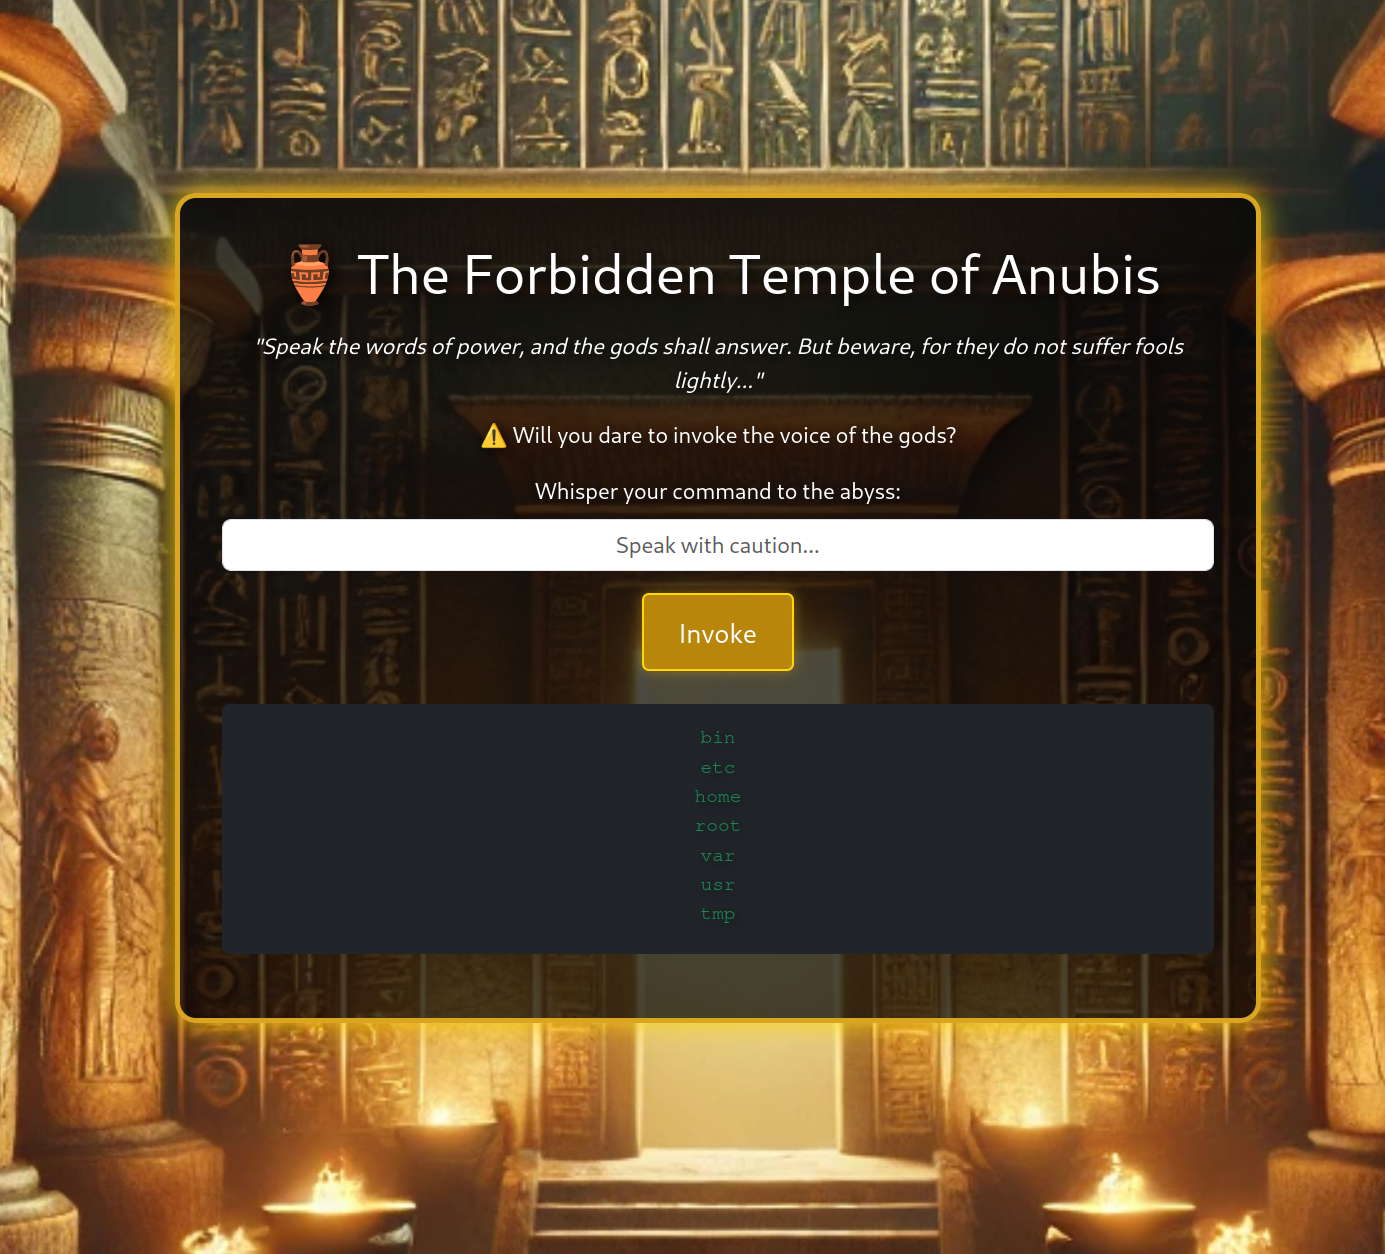 🏺 The Forbidden Temple of Anubis
"Speak the words of power, and the gods shall answer. But beware, for they do not suffer fools
lightly..."
⚠️ Will you dare to invoke the voice of the gods?
Whisper your command to the abyss:
Speak with caution...
Invoke
bin
etc
home
root
var
usr
tmp